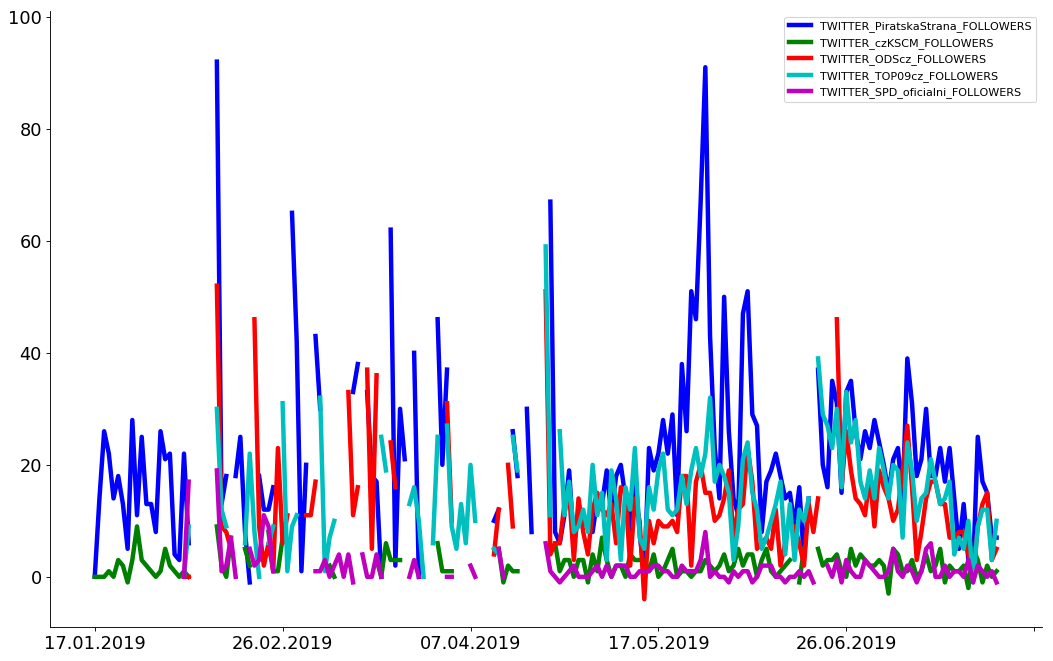 100
80
60
40
20
0
17.01.2019
26.02.2019
07.04.2019
17.05.2019
26.06.2019
TWITTER_PiratskaStrana_FOLLOWERS
TWITTER_czKSCM_FOLLOWERS
TWITTER_ODScz_FOLLOWERS
TWITTER_TOP09cz_FOLLOWERS
TWITTER_SPD_oficialni_FOLLOWERS